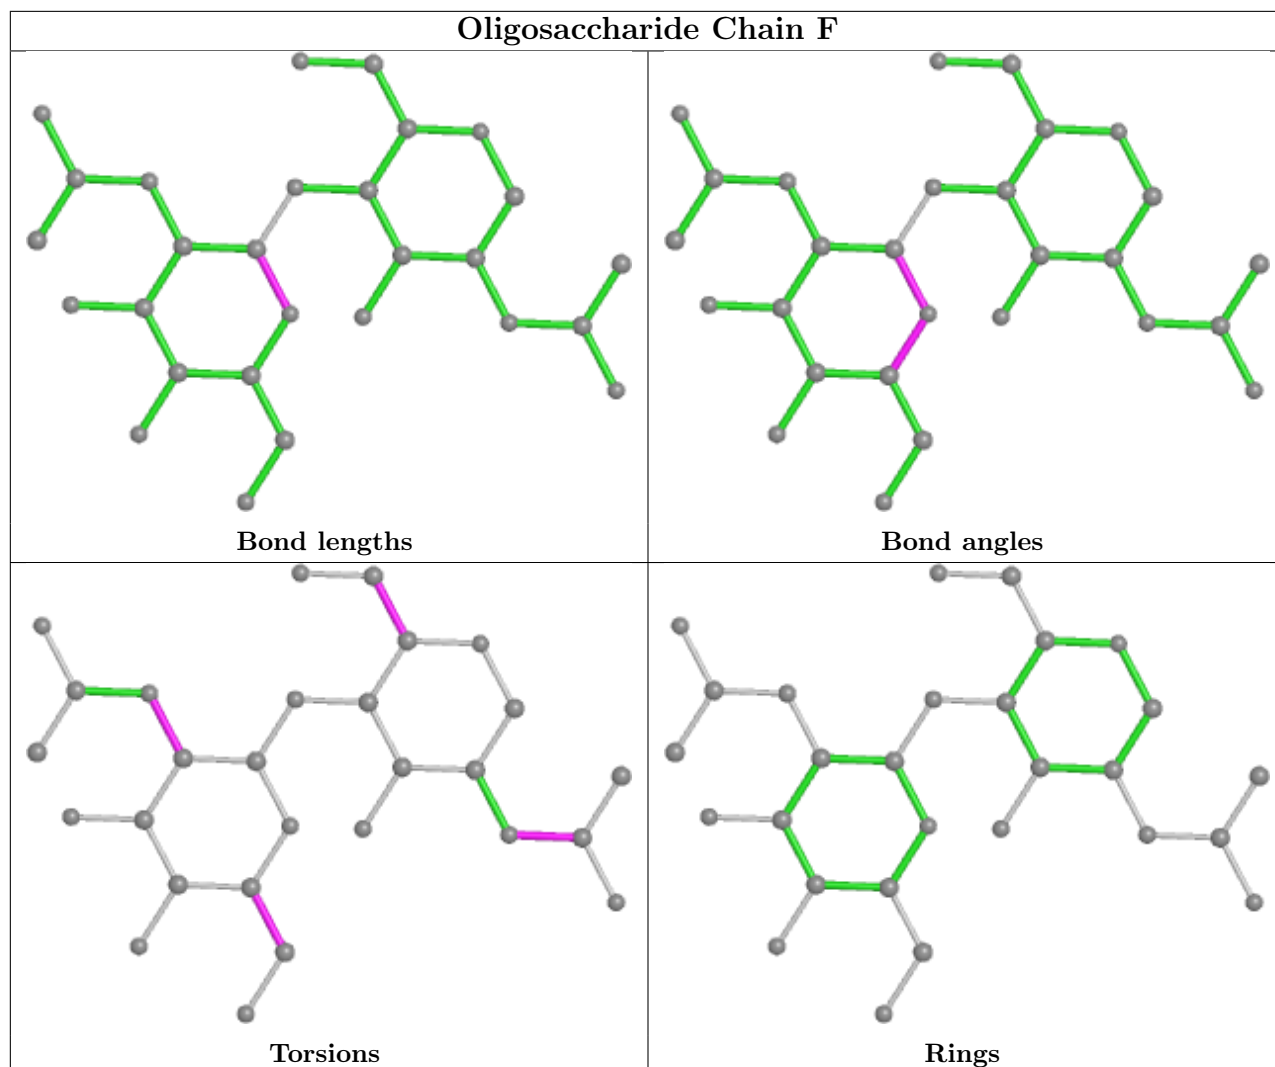 Oligosaccharide Chain F
Bond lengths
Bond angles
Torsions
Rings